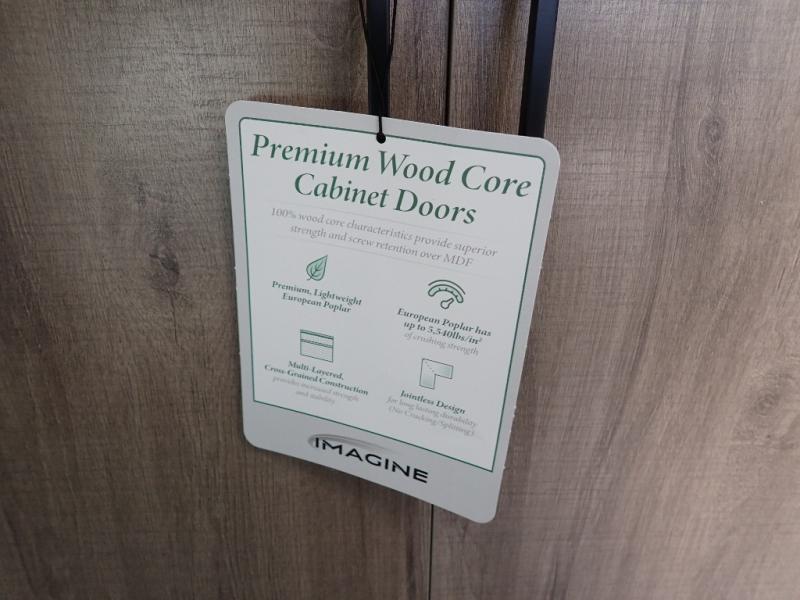 Premium Wood Core
Cabinet Doors
100% wood core characteristics provide superior
strength and screw retention over MDF
Premium, Lightweight
European Poplar
European Poplar has
up to 5,540lbs/in²
of crushing strength
Multi-Layered,
Cross-Grained Construction
provides increased strength
and stability
Jointless Design
for long lasting durability
(No Cracking/Splitting)
IMAGINE